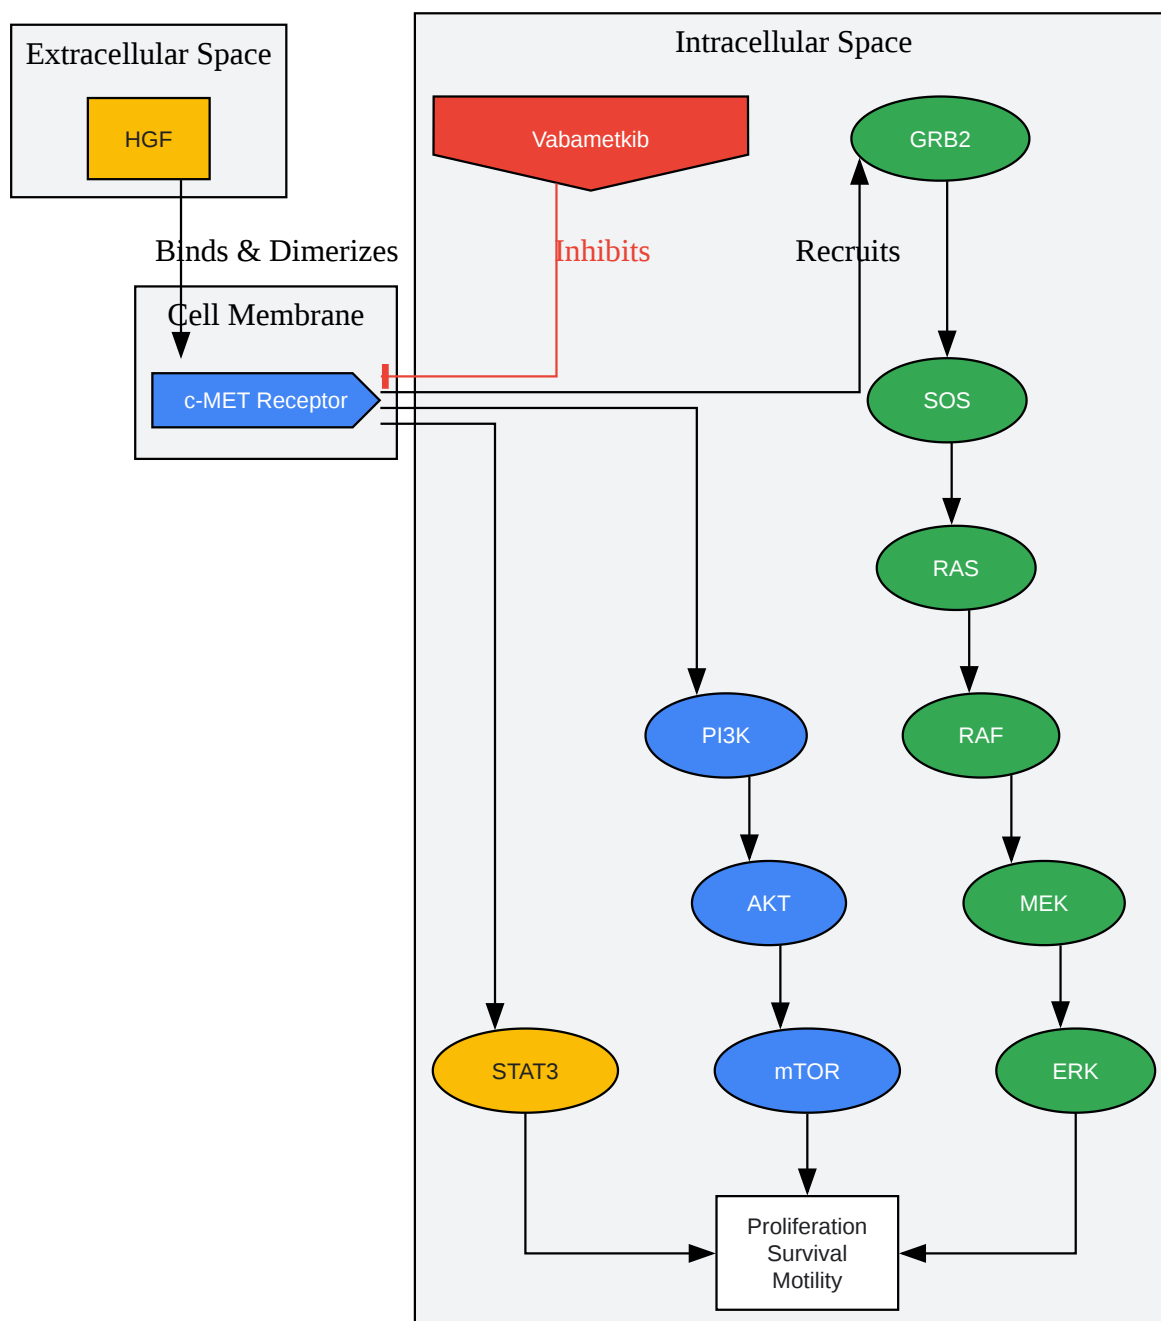 Intracellular Space
Extracellular Space
HGF
Vabametkib
GRB2
Binds & Dimerizes
Inhibits
Recruits
Cell Membrane
c-MET Receptor
SOS
RAS
PI3K
RAF
AKT
MEK
STAT3
mTOR
ERK
Proliferation
Survival
Motility